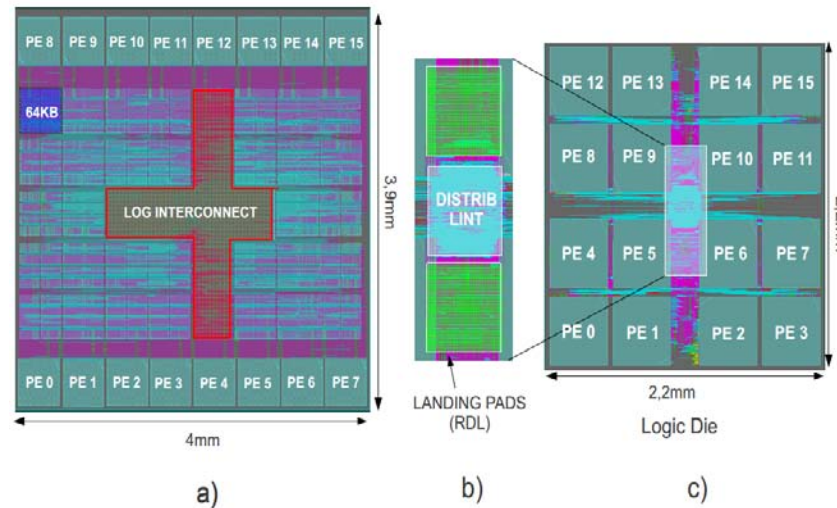 PE 8 PE 9 PE 10 PE 11 PE 12 PE 13 PE 14 PE 15
64KB
LOG INTERCONNECT
3,9mm
PE 0 PE 1 PE 2 PE 3 PE 4 PE 5 PE 6 PE 7
4mm
a)
DISTRIB
LINT
LANDING PADS
(RDL)
b)
PE 12 PE 13 PE 14 PE 15
PE 8 PE 9 PE 10 PE 11
PE 4 PE 5 PE 6 PE 7
PE 0 PE 1 PE 2 PE 3
2,2mm
Logic Die
c)